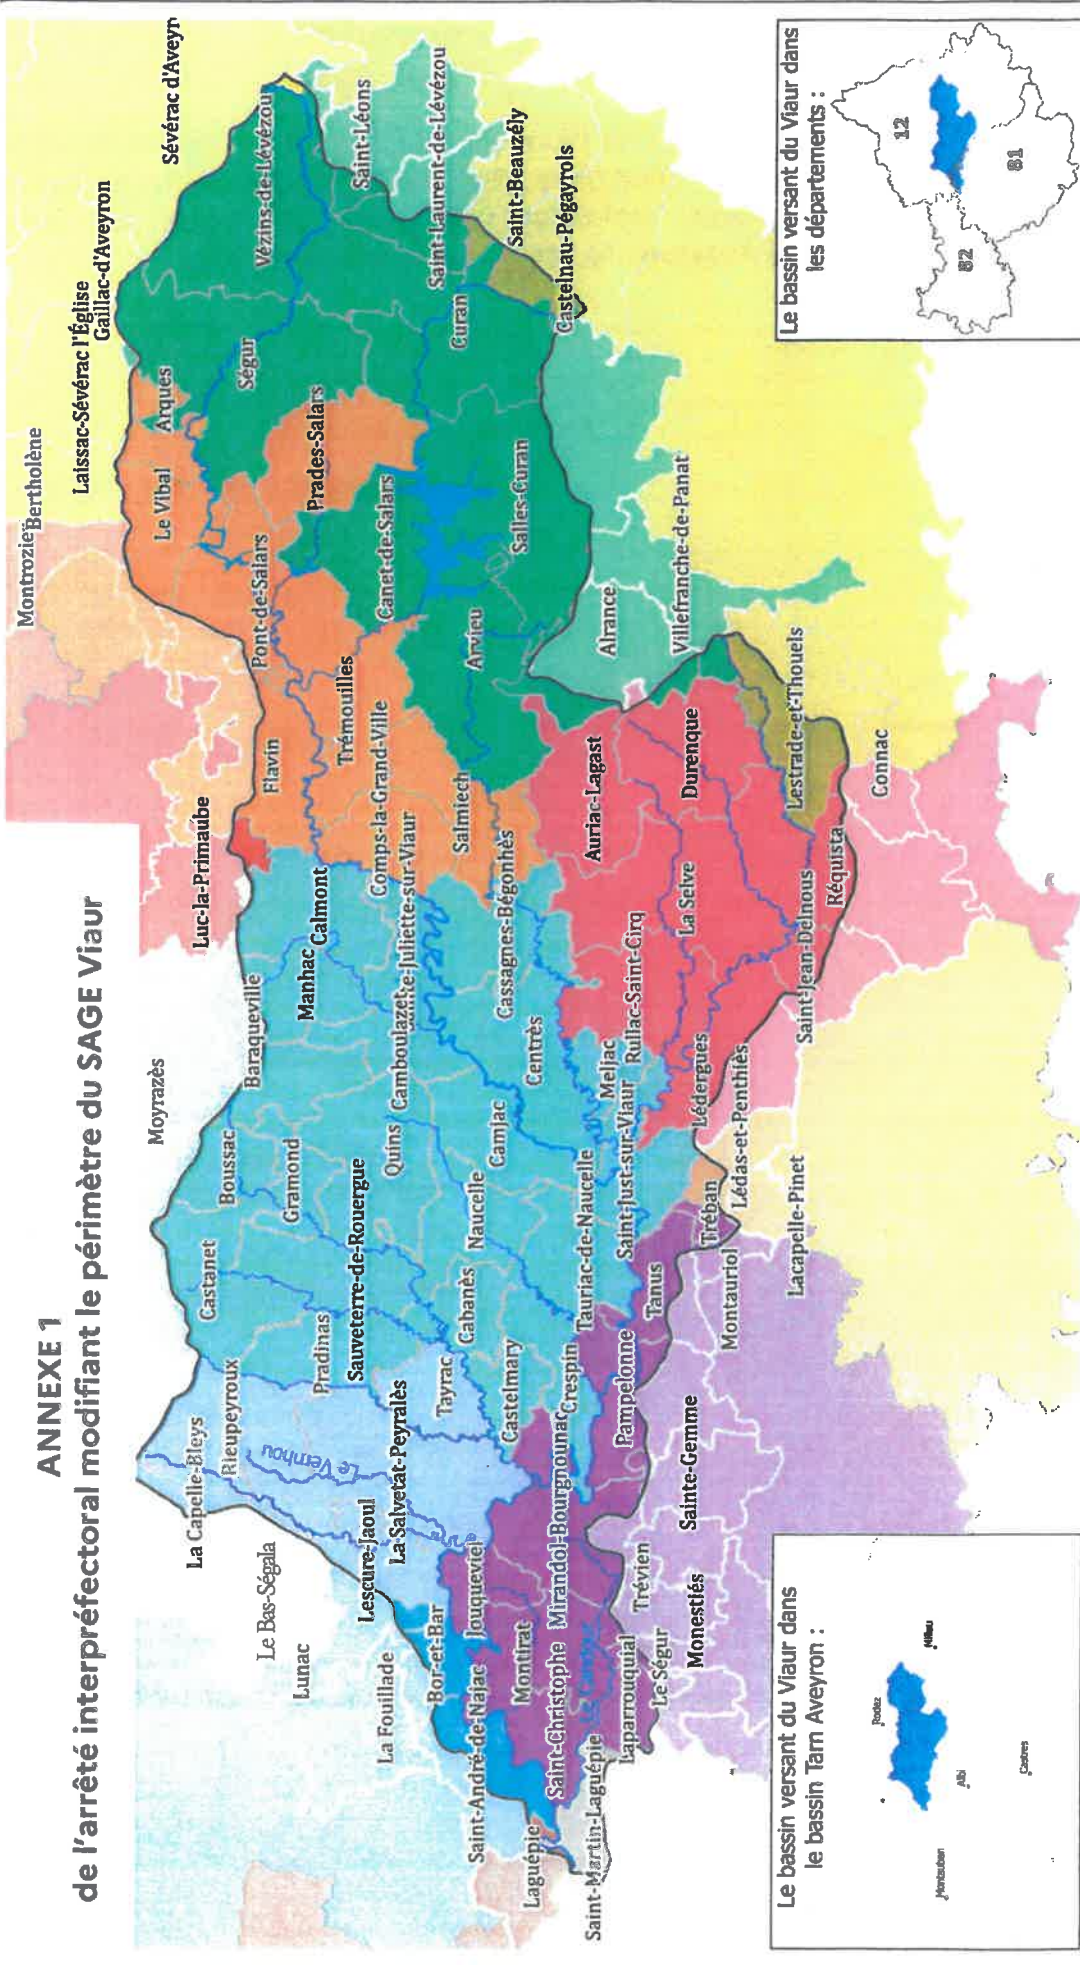 ANNEXE 1
de l'arrêté interpréfectoral modifiant le périmètre du SAGE Viaur
Montrozier
Bertholène
Laissac-Sévérac l'Église
Gaillac-d'Aveyron
Sévérac d'Aveyr
Moyrazès
Luc-la-Primaube
Le Vibal
Arques
La Capelle-Bleys
Rieupeyroux
Castanet
Boussac
Baraqueville
Flavin
Pont-de-Salars
Ségur
Vézins-de-Lévézou
Le Bas-Ségala
Lunac
Le Vernhou
Pradinas
Gramond
Manhac
Calmont
Trémouilles
Prades-Salars
Saint-Léons
Lescure-Jaoul
La Salvetat-Peyralès
Sauveterre-de-Rouergue
Quins
Camboulazet
Sainte-Juliette-sur-Viaur
Comps-la-Grand-Ville
Canet-de-Salars
La Fouillade
Bor-et-Bar
Tayrac
Saint-Laurent-de-Lévézou
Saint-André-de-Najac
Jouqueviel
Cabanès
Naucelle
Camjac
Salmiech
Arvieu
Curan
Castelmary
Centrès
Cassagnes-Bégonhès
Salles-Curan
Saint-Beauzély
Castelnau-Pégayrols
Laguépie
Montirat
Saint-Christophe
Mirandol-Bourgnounac
Crespin
Tauriac-de-Naucelle
Meljac
Auriac-Lagast
Alrance
Saint-Martin-Laguépie
Laparrouquial
Trévien
Pampelonne
Tanus
Saint-Just-sur-Viaur
Rullac-Saint-Cirq
La Selve
Durenque
Villefranche-de-Panat
Le Ségur
Monestiés
Sainte-Gemme
Montauriol
Tréban
Lédergues
Lédas-et-Penthiès
Lacapelle-Pinet
Saint-Jean-Delnous
Réquista
Lestrade-et-Thouels
Connac
Le bassin versant du Viaur dans
le bassin Tarn Aveyron :
Rodez
Millau
Albi
Castres
Montauban
Le bassin versant du Viaur dans
les départements :
12
81
82